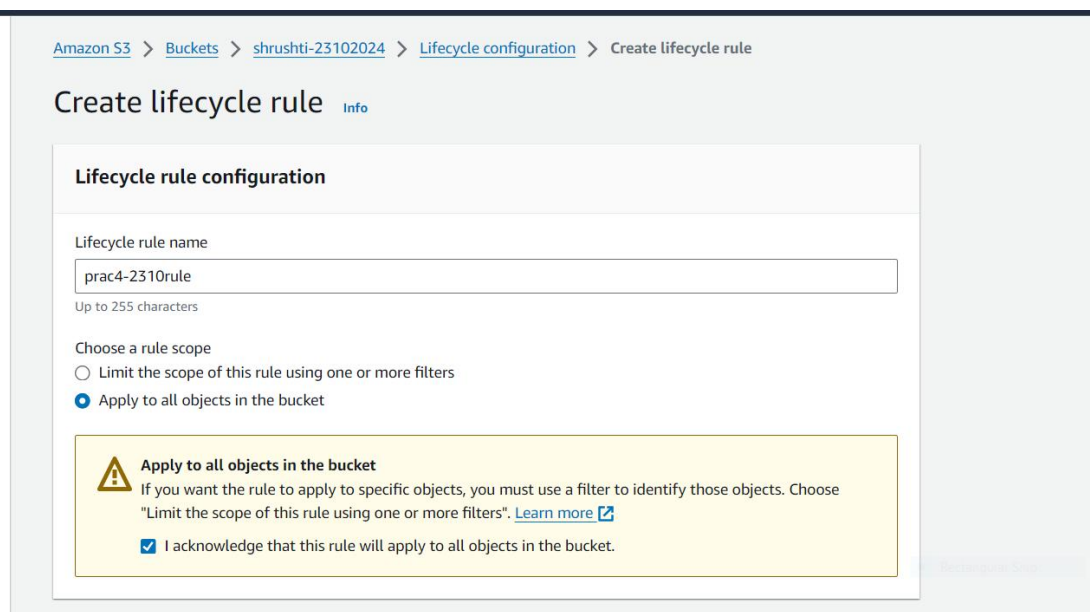 Amazon S3 > Buckets > shrushti-23102024 > Lifecycle configuration > Create lifecycle rule
Create lifecycle rule Info
Lifecycle rule configuration
Lifecycle rule name
prac4-2310rule
Up to 255 characters
Choose a rule scope
Limit the scope of this rule using one or more filters
Apply to all objects in the bucket
Apply to all objects in the bucket
If you want the rule to apply to specific objects, you must use a filter to identify those objects. Choose
"Limit the scope of this rule using one or more filters". Learn more
I acknowledge that this rule will apply to all objects in the bucket.